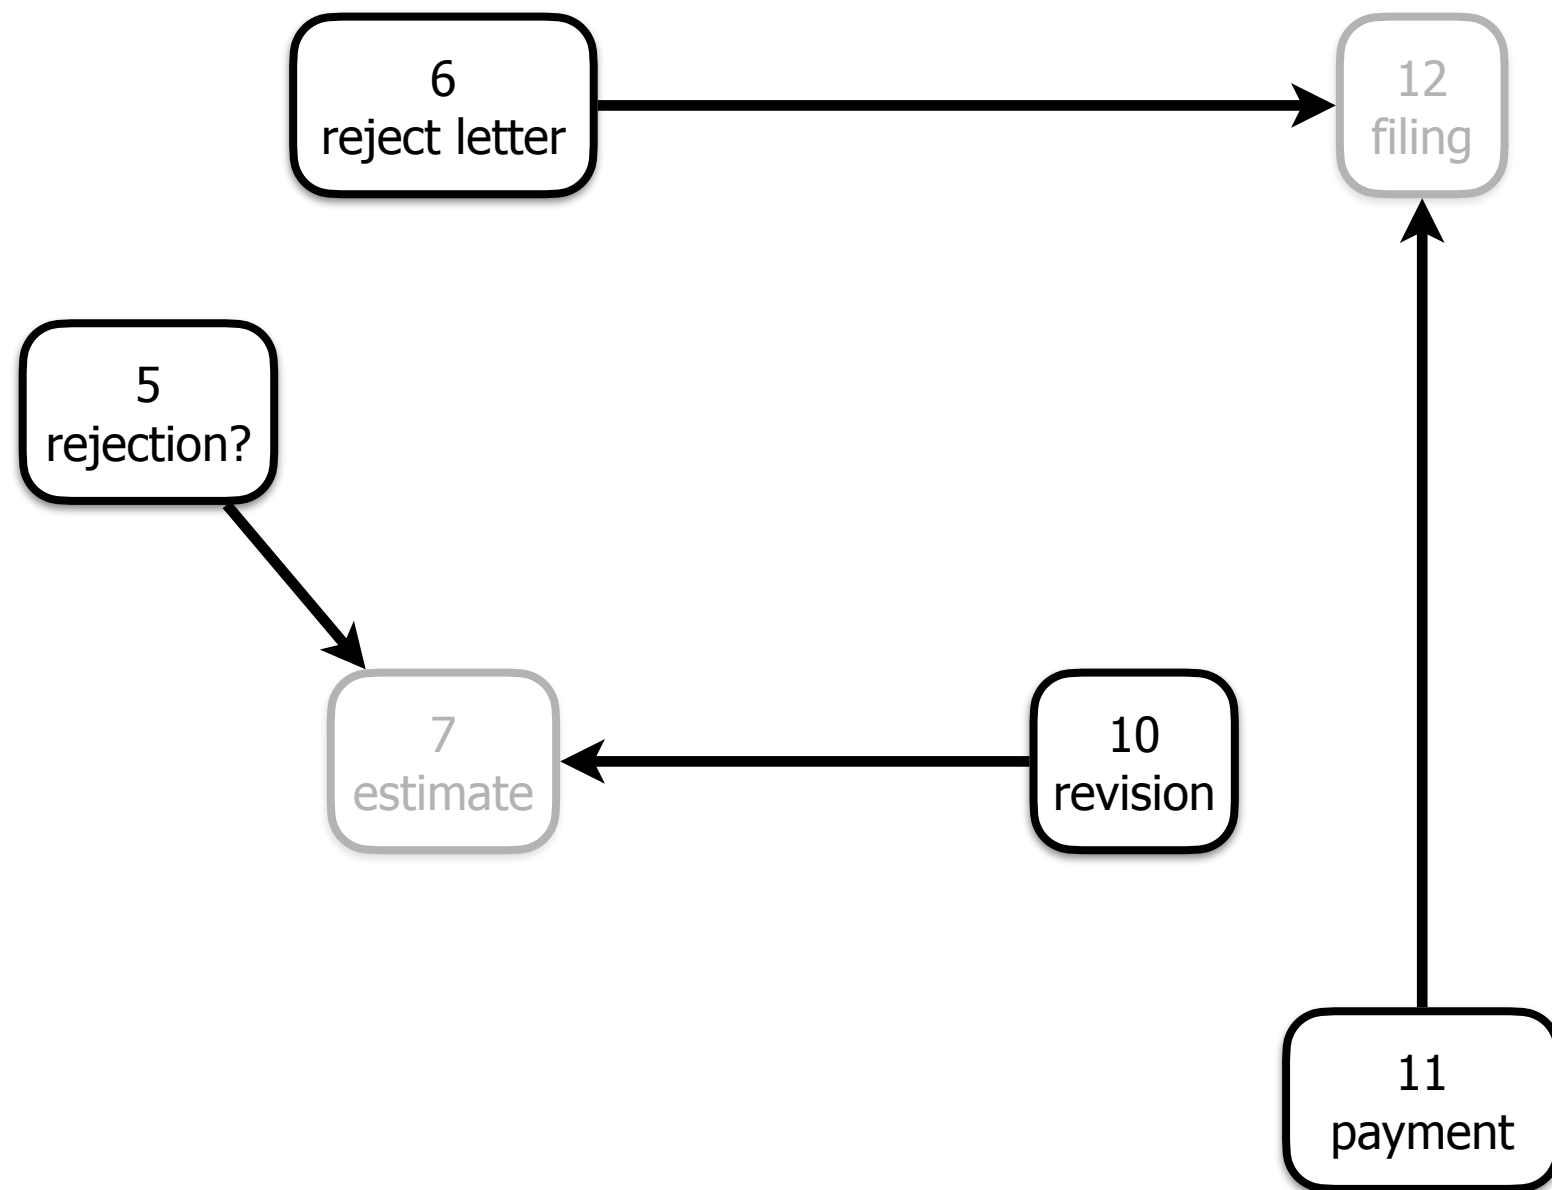 6
reject letter
12
filing
5
rejection?
7
estimate
10
revision
11
payment